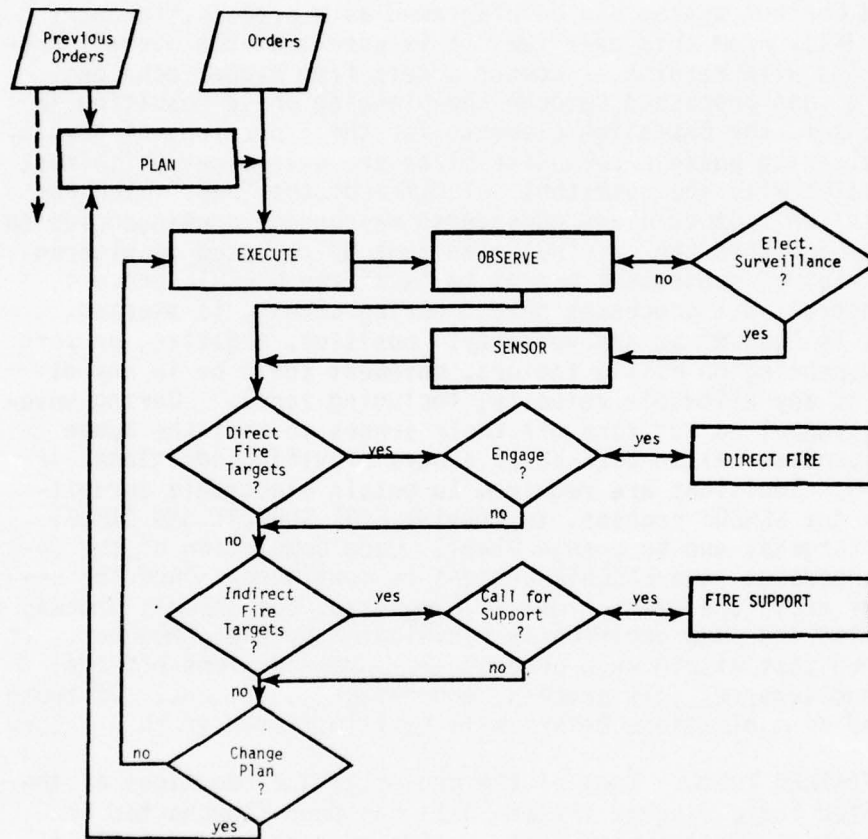 Previous
Orders
Orders
PLAN
EXECUTE
OBSERVE
Elect.
Surveillance
?
no
yes
SENSOR
Direct
Fire
Targets
?
yes
Engage
?
yes
DIRECT FIRE
no
no
Indirect
Fire
Targets
?
yes
Call for
Support
?
yes
FIRE SUPPORT
no
no
Change
Plan
?
no
yes